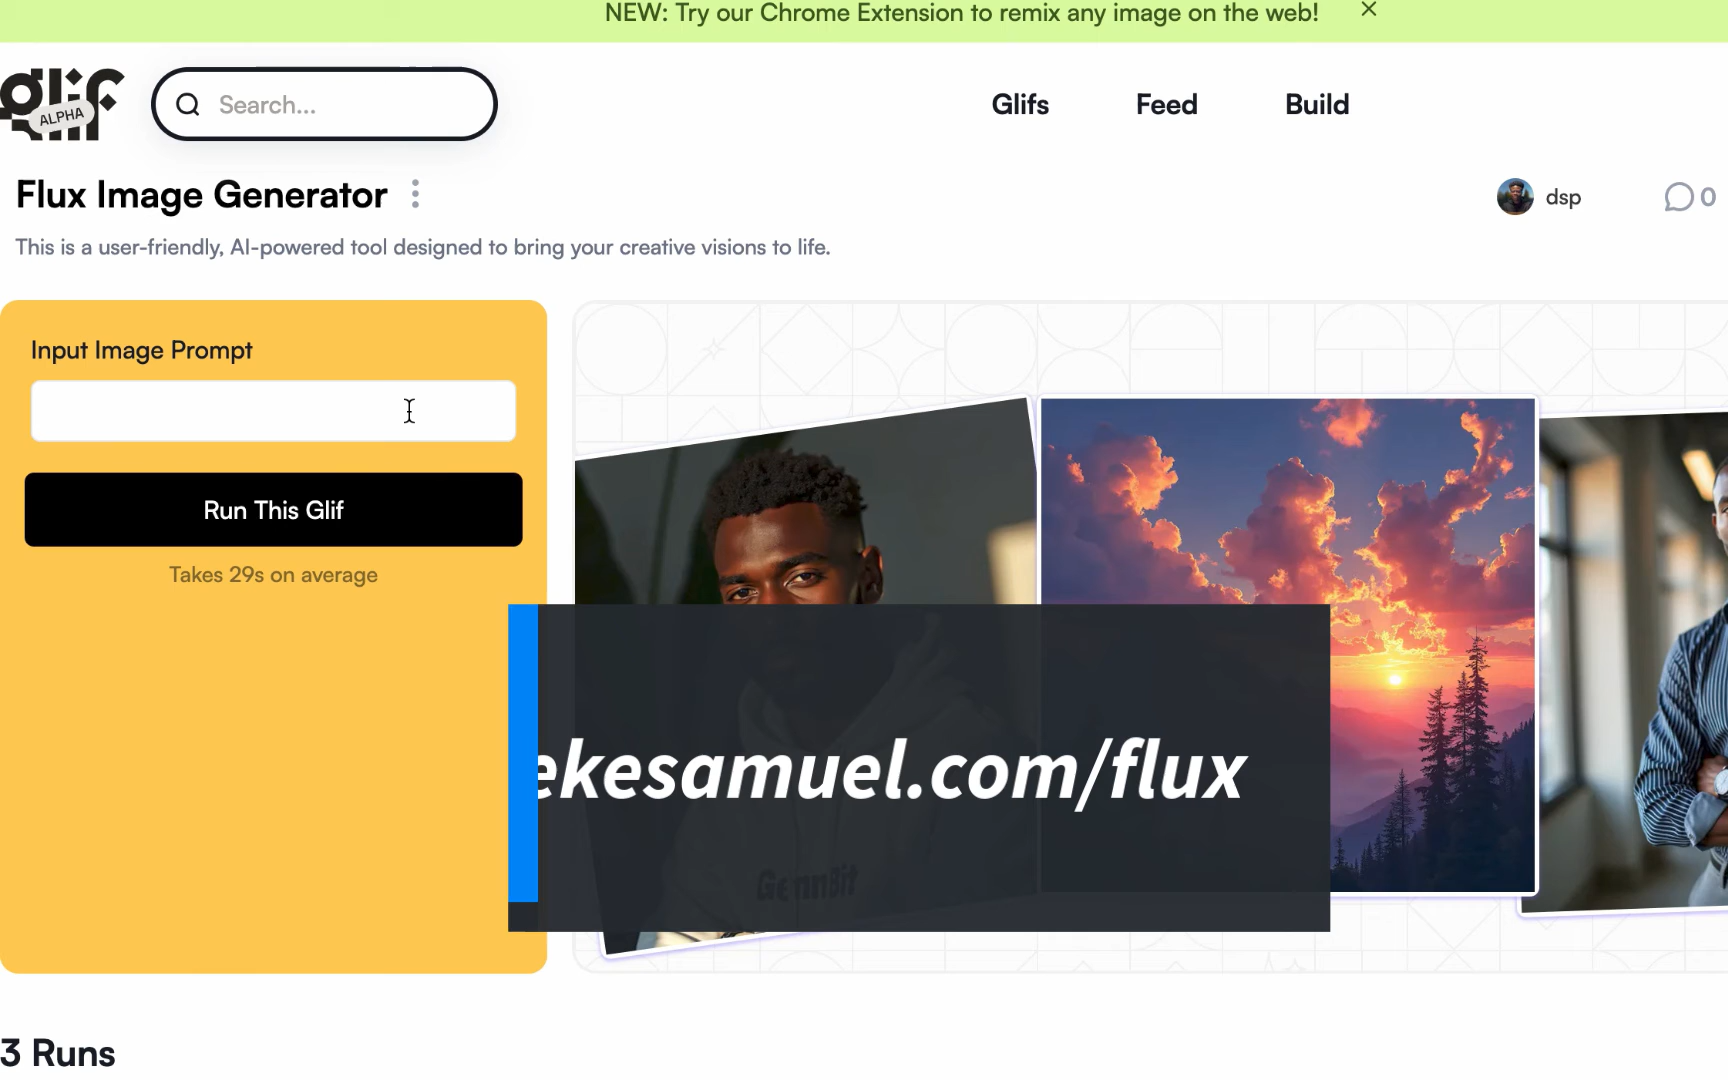 NEW: Try our Chrome Extension to remix any image on the web!
glif
ALPHA
Search...
Glifs
Feed
Build
Flux Image Generator
dsp
0
This is a user-friendly, AI-powered tool designed to bring your creative visions to life.
Input Image Prompt
Run This Glif
Takes 29s on average
ekesamuel.com/flux
3 Runs